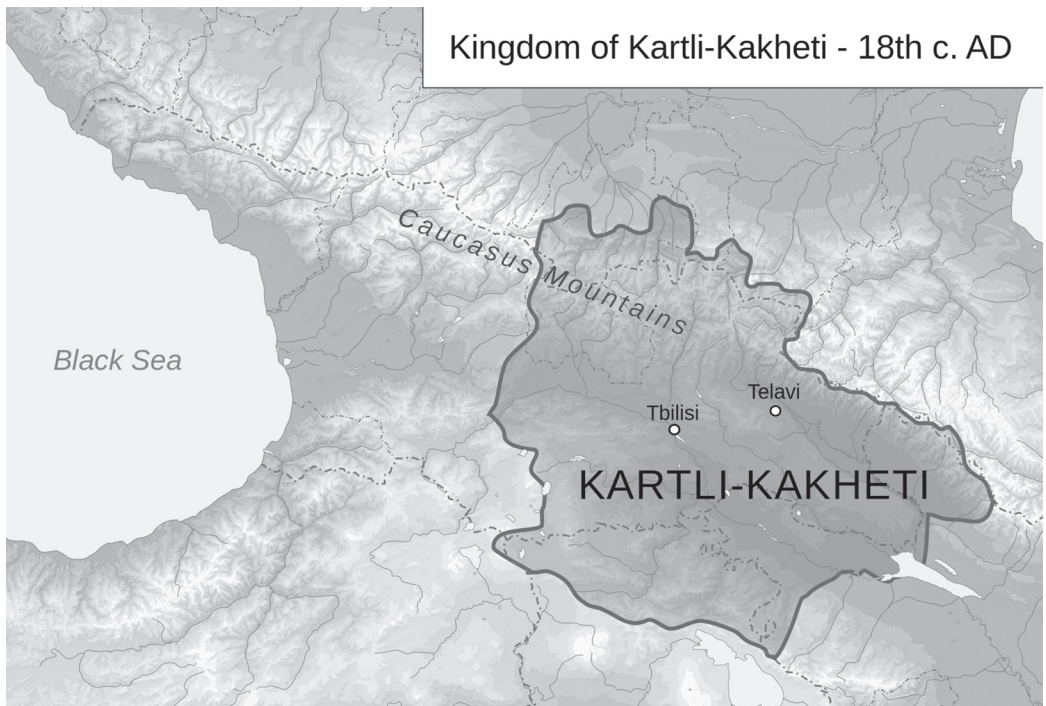 Kingdom of Kartli-Kakheti - 18th c. AD
Caucasus Mountains
Black Sea
Telavi
Tbilisi
KARTLI-KAKHETI